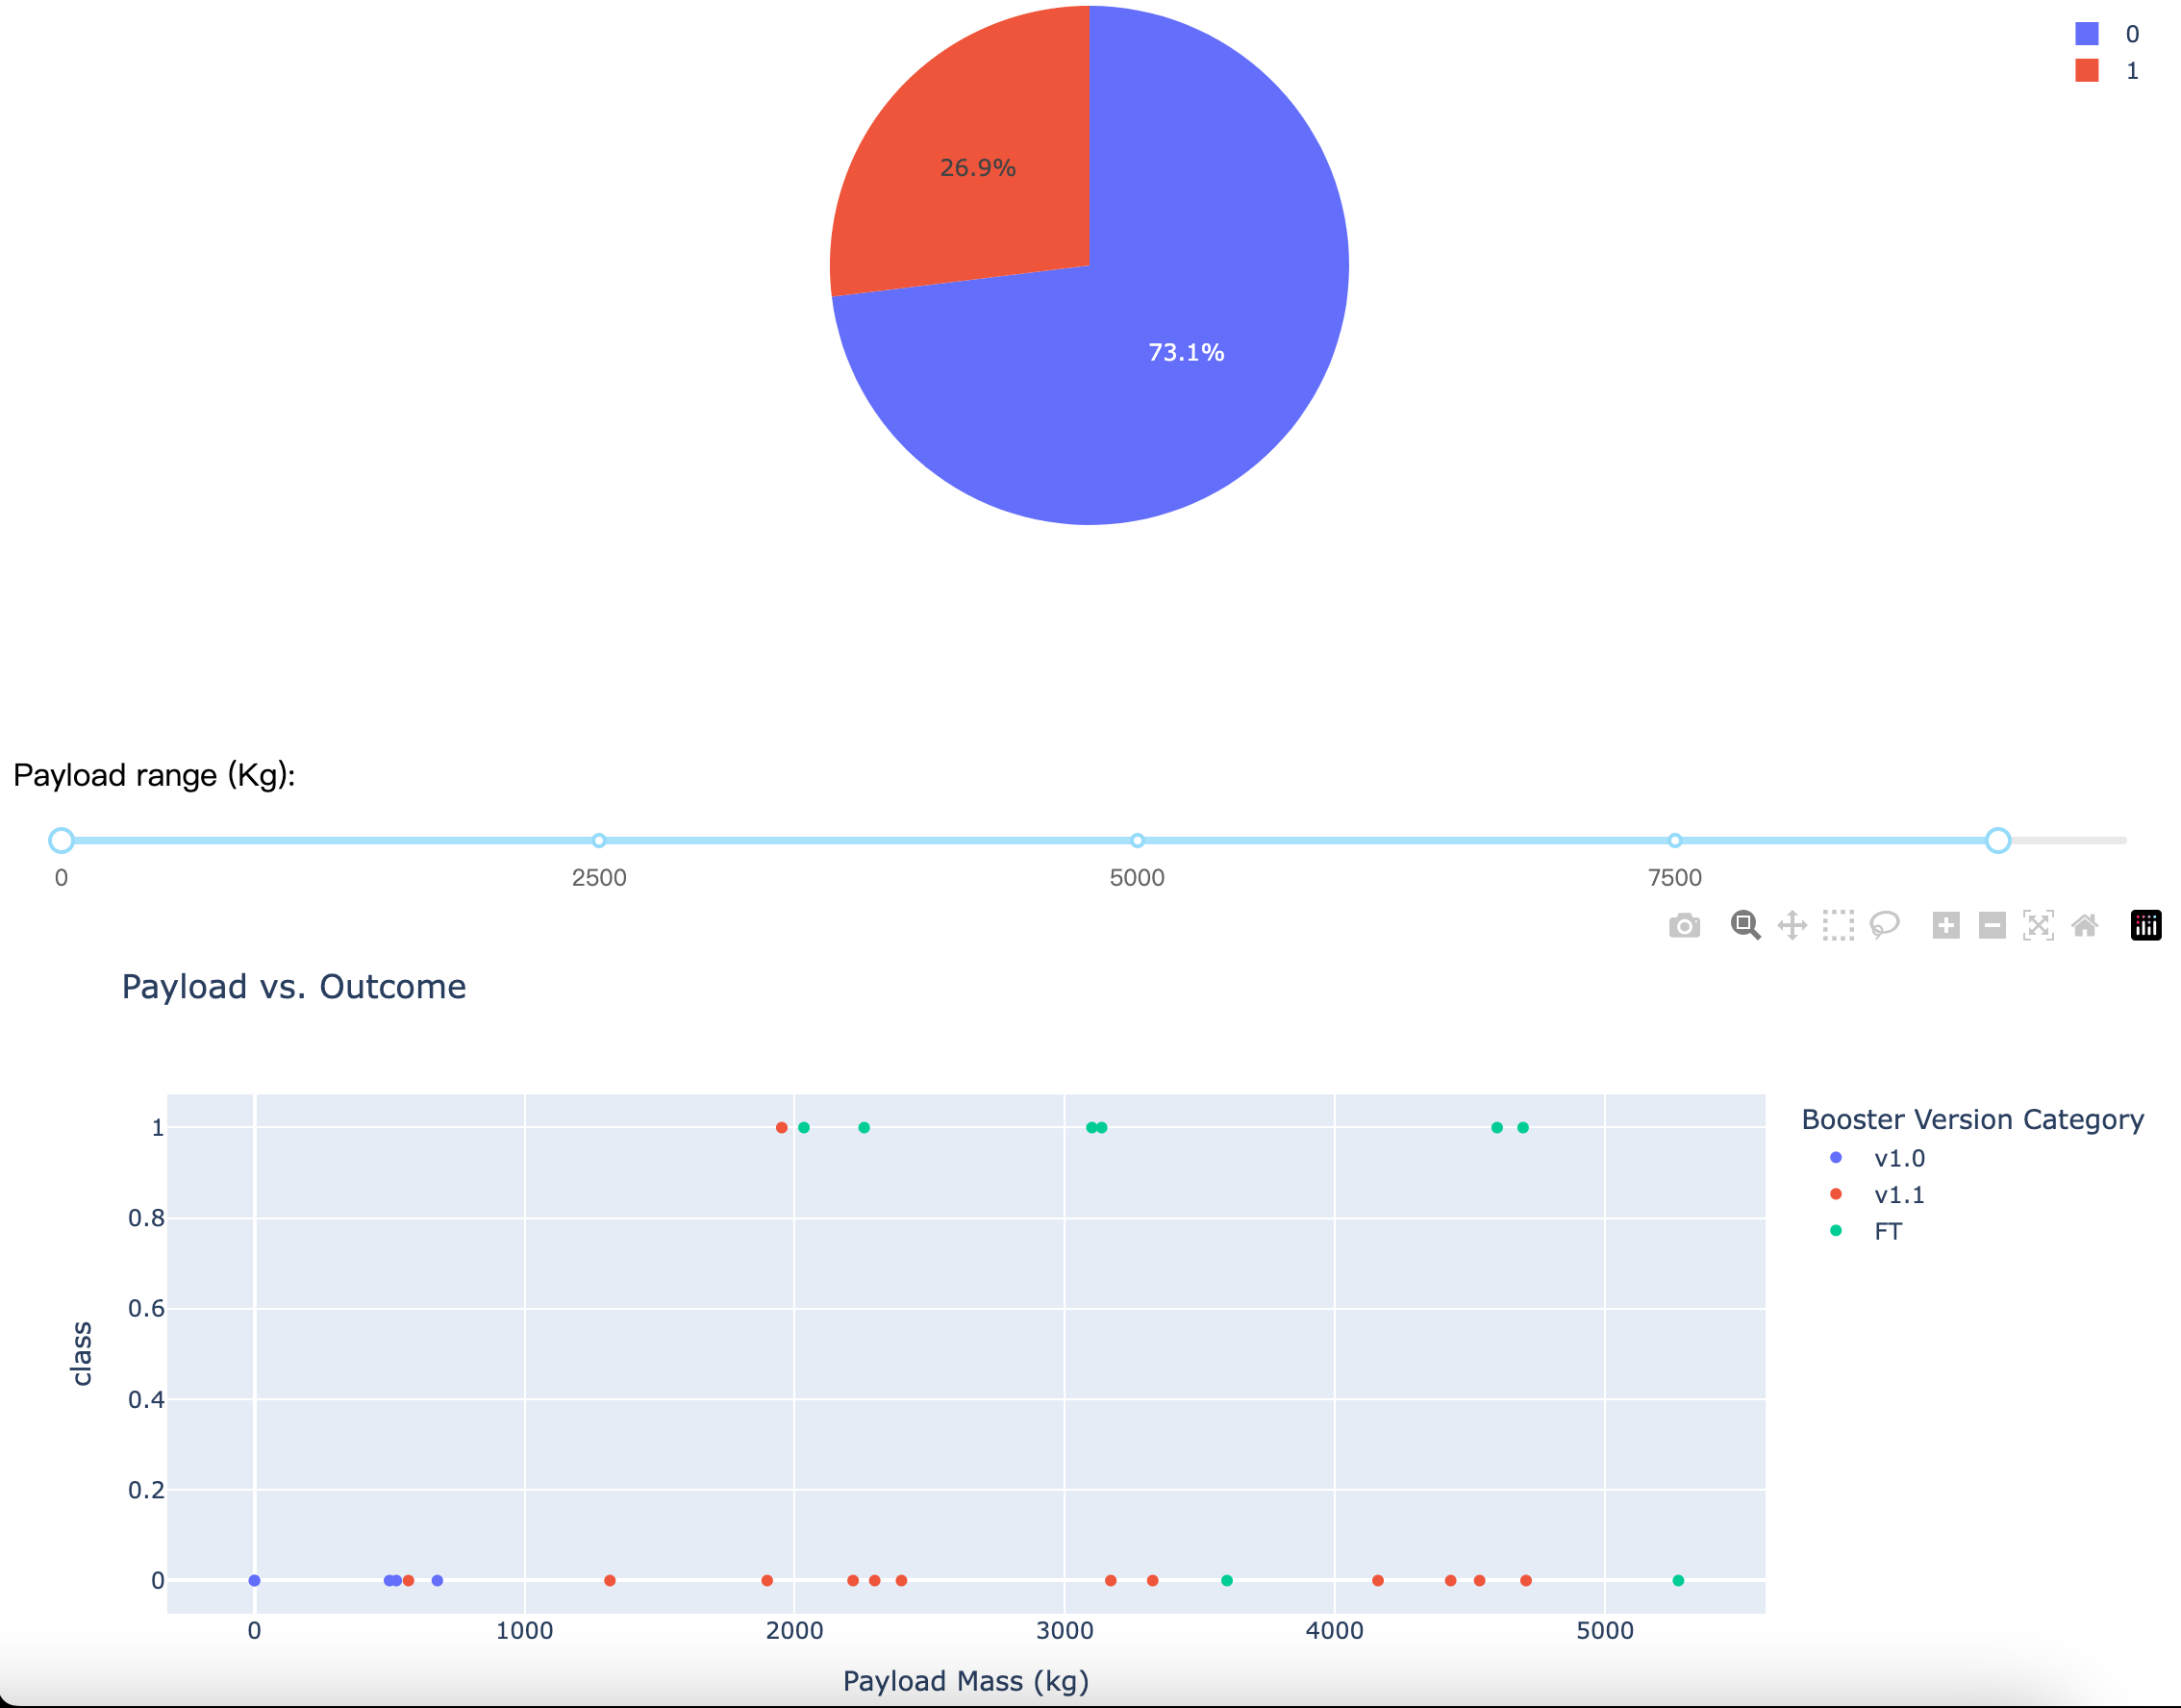 0
1
26.9%
73.1%
Payload range (Kg):
0 2500 5000 7500
Payload vs. Outcome
Booster Version Category
v1.0
v1.1
FT
1
0.8
0.6
0.4
0.2
0
class
0 1000 2000 3000 4000 5000
Payload Mass (kg)